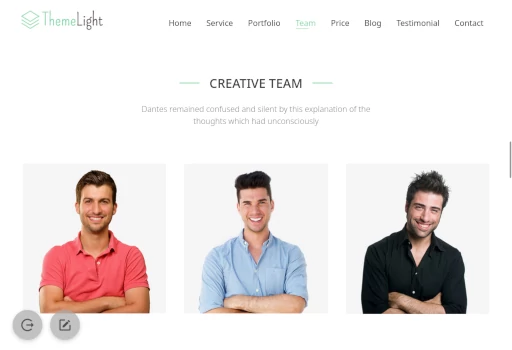 ThemeLight
Home Service Portfolio Team Price Blog Testimonial Contact
CREATIVE TEAM
Dantes remained confused and silent by this explanation of the
thoughts which had unconsciously